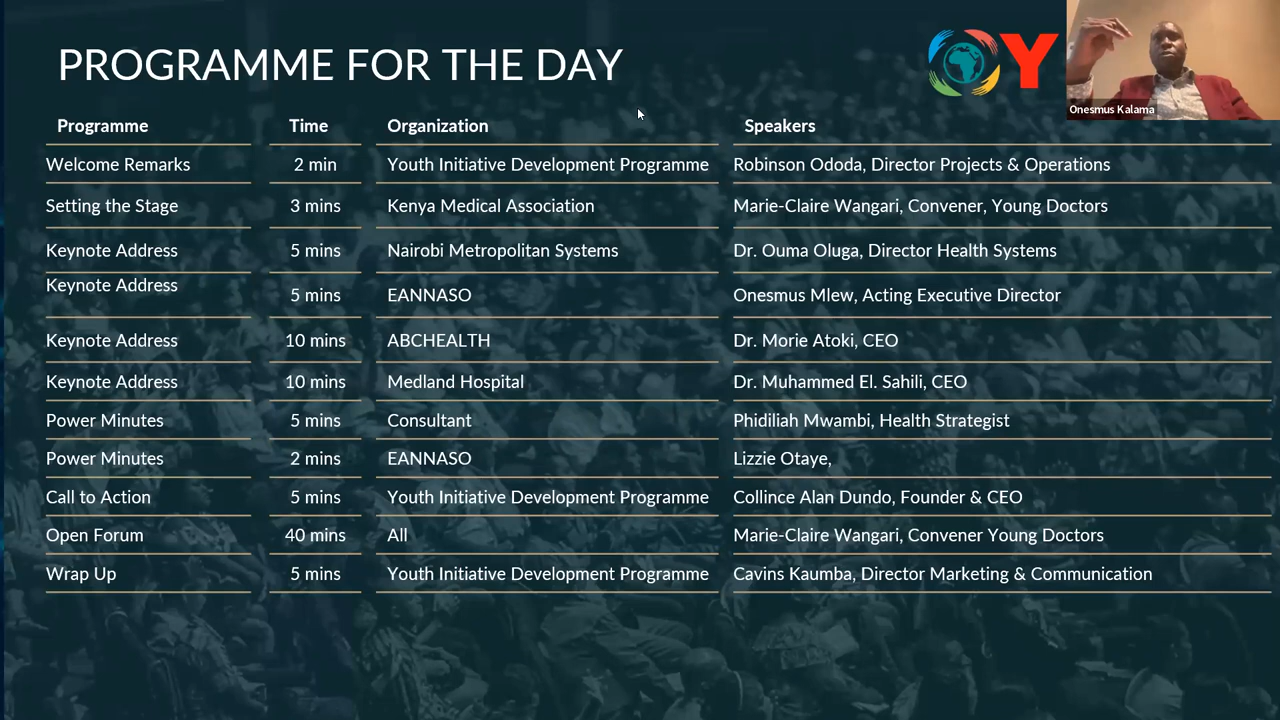 PROGRAMME FOR THE DAY
Y
Onesmus Kalama
Programme Time Organization Speakers
Welcome Remarks 2 min Youth Initiative Development Programme Robinson Ododa, Director Projects & Operations
Setting the Stage 3 mins Kenya Medical Association Marie-Claire Wangari, Convener, Young Doctors
Keynote Address 5 mins Nairobi Metropolitan Systems Dr. Ouma Oluga, Director Health Systems
Keynote Address 5 mins EANNASO Onesmus Mlew, Acting Executive Director
Keynote Address 10 mins ABCHEALTH Dr. Morie Atoki, CEO
Keynote Address 10 mins Medland Hospital Dr. Muhammed El. Sahili, CEO
Power Minutes 5 mins Consultant Phidiliah Mwambi, Health Strategist
Power Minutes 2 mins EANNASO Lizzie Otaye,
Call to Action 5 mins Youth Initiative Development Programme Collince Alan Dundo, Founder & CEO
Open Forum 40 mins All Marie-Claire Wangari, Convener Young Doctors
Wrap Up 5 mins Youth Initiative Development Programme Cavins Kaumba, Director Marketing & Communication